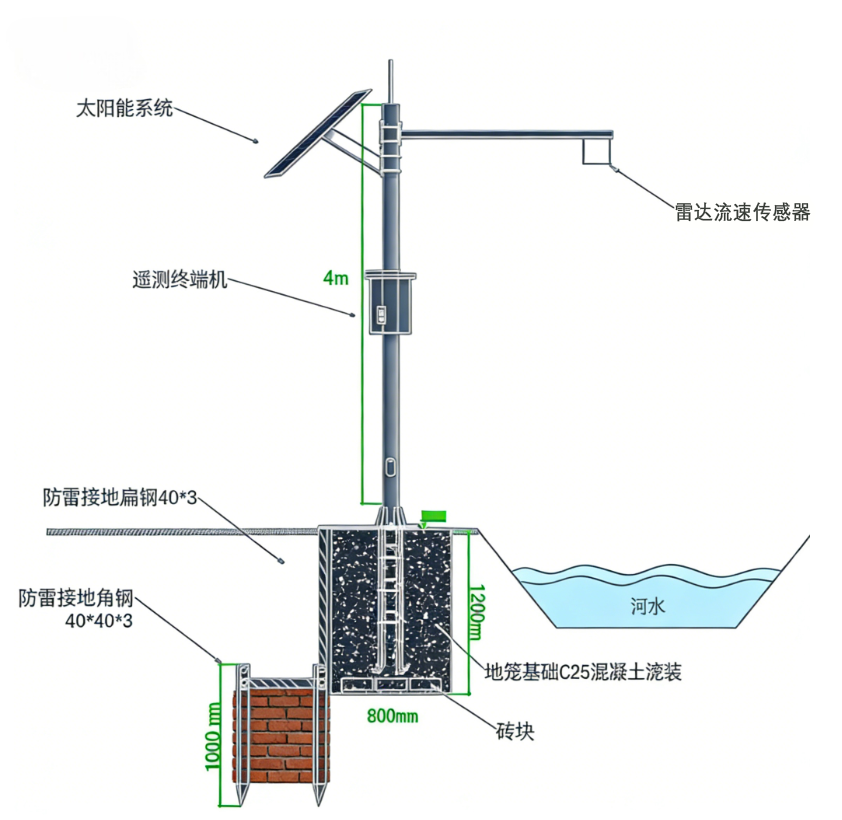 太阳能系统
雷达流速传感器
遥测终端机
4m
防雷接地扁钢40*3
防雷接地角钢
40*40*3
河水
1200mm
地笼基础C25混凝土浇装
800mm
砖块
1000 mm